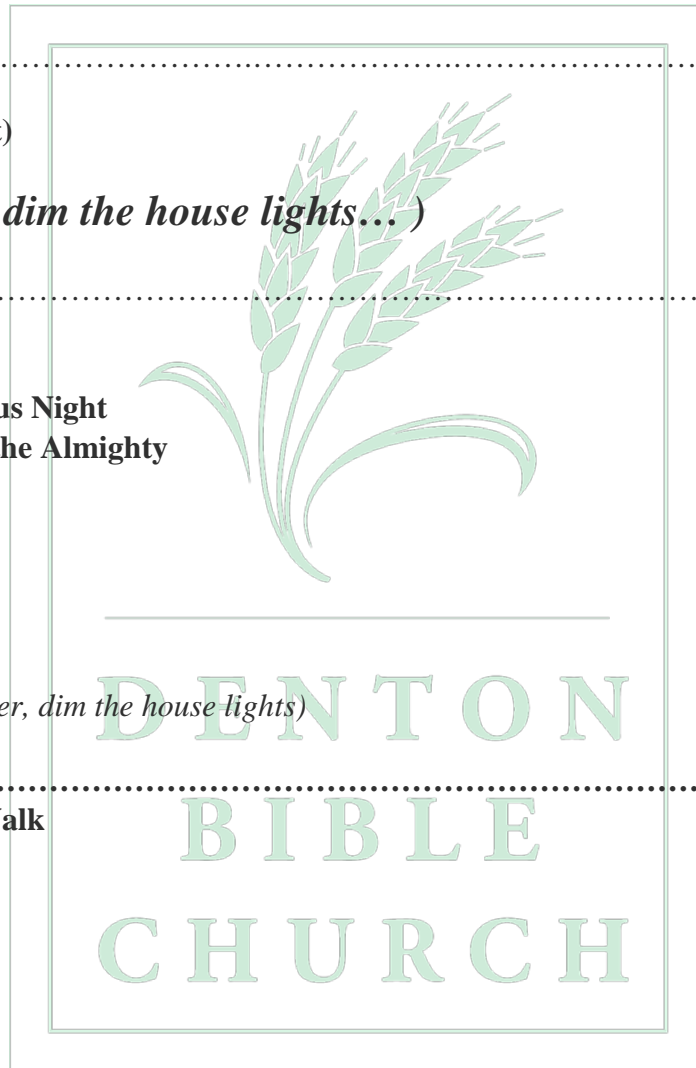 t)
dim the house lights… )
us Night
he Almighty
er, dim the house lights)
alk
DENTON
BIBLE
CHURCH